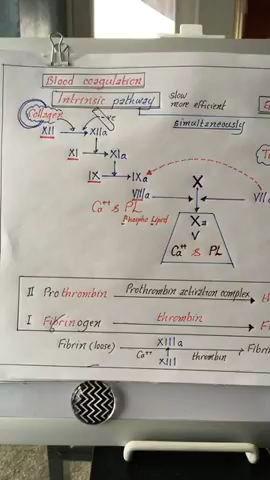 Blood coagulation
Intrinsic pathway
slow
more efficient
simultaneously
Collagen
-ve
XII XIIa
XI XIa
IX IXa
VIIIa
Ca++ & PL
Phospho Lipid
X
Xa
V
Ca++ & PL
II Prothrombin Prothrombin activation complex
I Fibrinogen thrombin
Fibrin (loose) XIIIa
Ca++ XIII thrombin